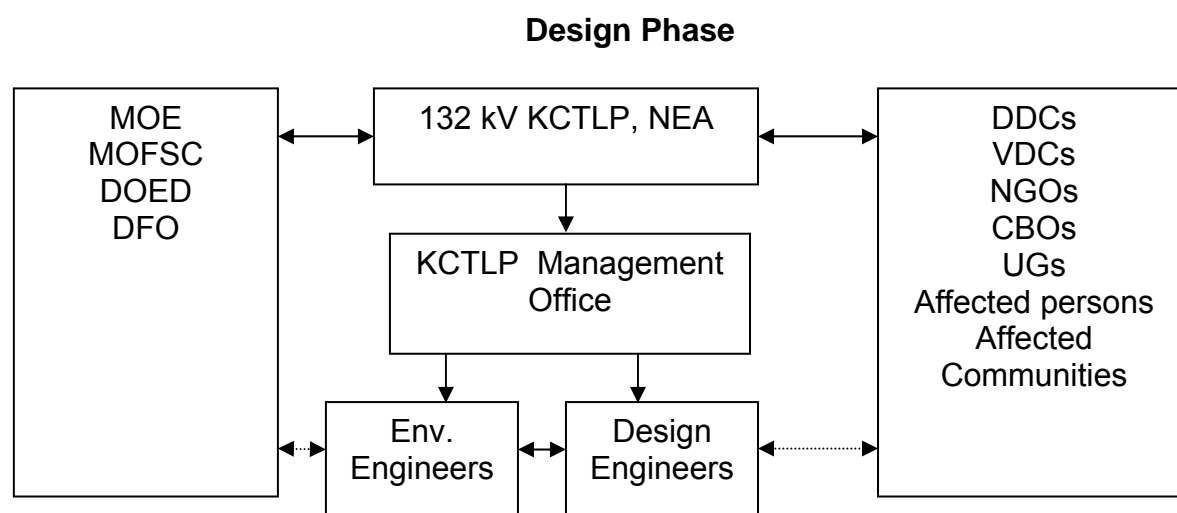 Design Phase
MOE
MOFSC
DOED
DFO
132 kV KCTLP, NEA
KCTLP Management
Office
Env.
Engineers
Design
Engineers
DDCs
VDCs
NGOs
CBOs
UGs
Affected persons
Affected
Communities